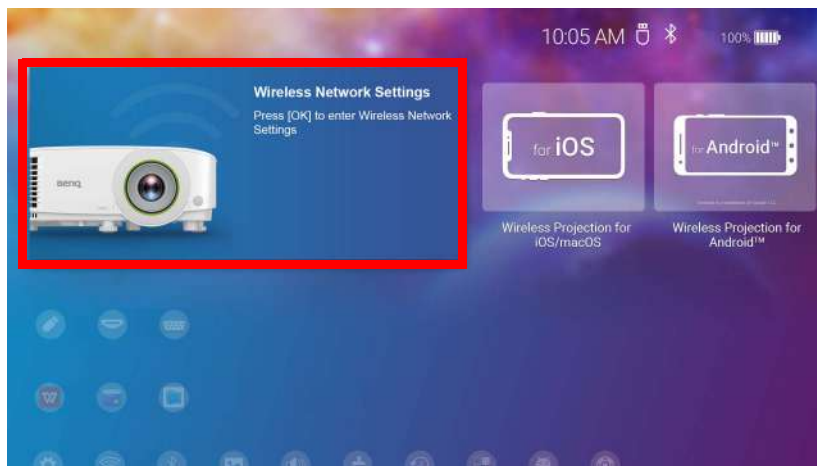 10:05 AM
100%
Wireless Network Settings
Press [OK] to enter Wireless Network
Settings
BenQ
for iOS
for Android™
Wireless Projection for
iOS/macOS
Wireless Projection for
Android™
W